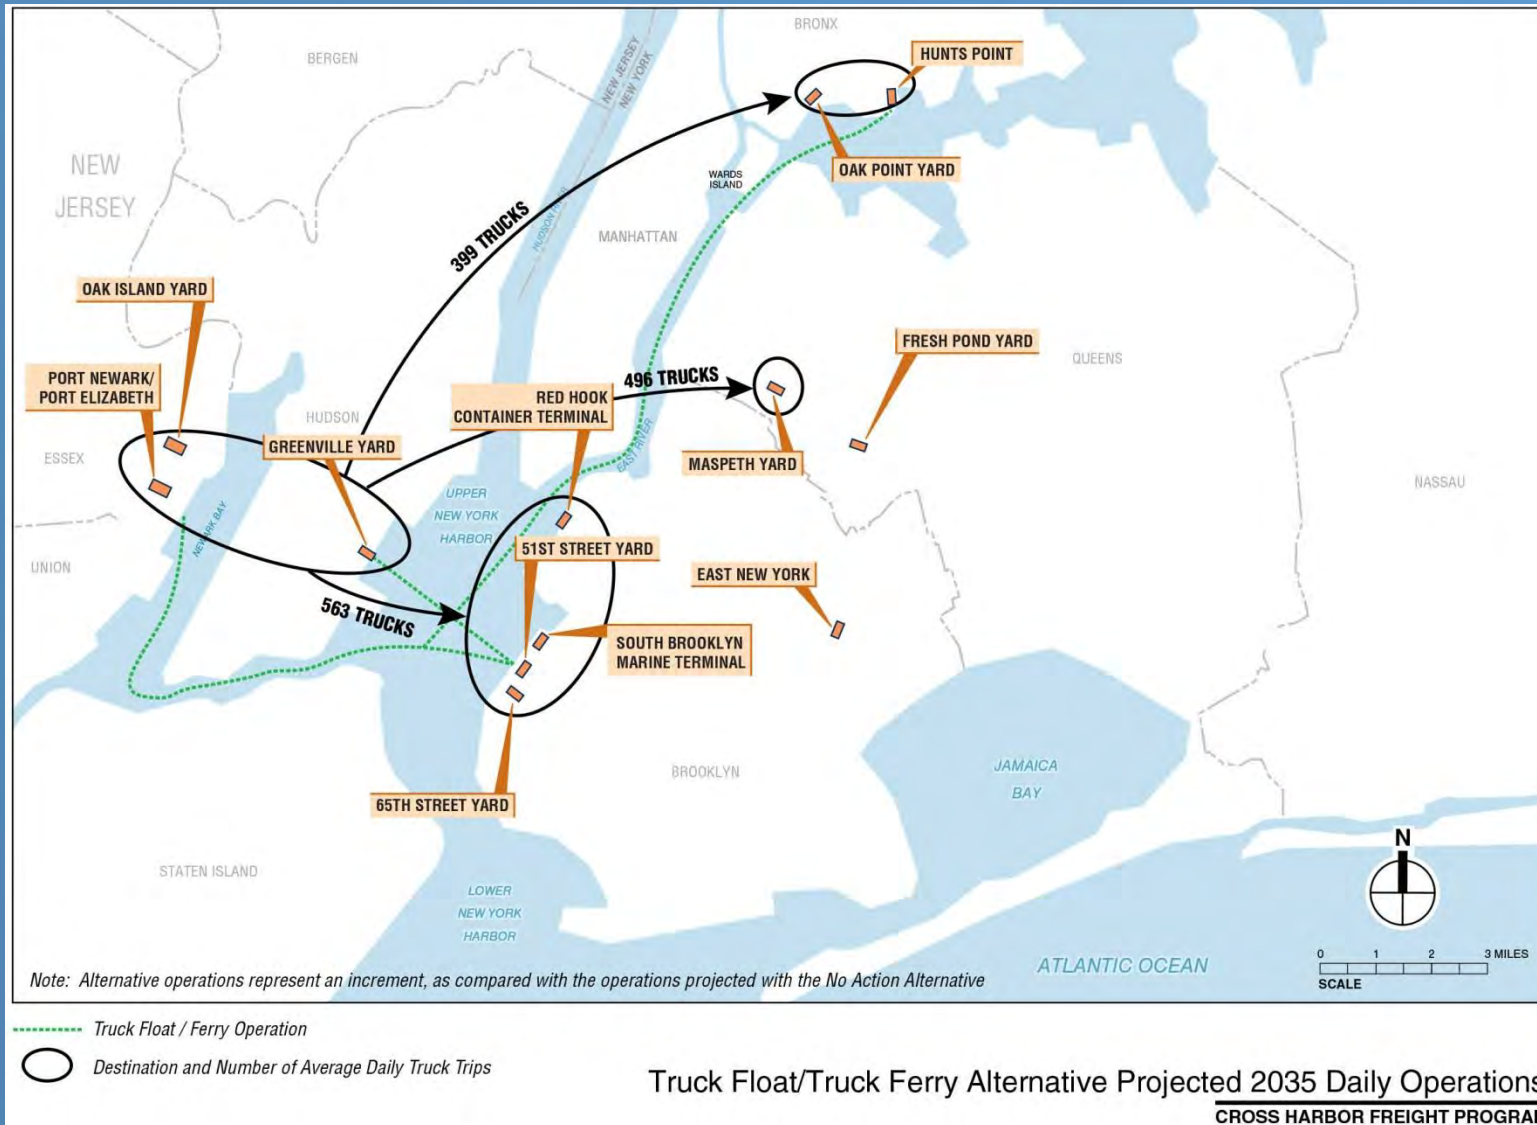 BRONX
HUNTS POINT
BERGEN
NEW JERSEY
NEW YORK
NEW
JERSEY
OAK POINT YARD
WARDS
ISLAND
HUDSON RIVER
MANHATTAN
399 TRUCKS
OAK ISLAND YARD
FRESH POND YARD
QUEENS
PORT NEWARK/
PORT ELIZABETH
RED HOOK
CONTAINER TERMINAL
496 TRUCKS
HUDSON
GREENVILLE YARD
ESSEX
EAST RIVER
MASPETH YARD
NASSAU
UPPER
NEW YORK
HARBOR
NEWARK BAY
51ST STREET YARD
UNION
EAST NEW YORK
563 TRUCKS
SOUTH BROOKLYN
MARINE TERMINAL
BROOKLYN
JAMAICA
BAY
65TH STREET YARD
STATEN ISLAND
LOWER
NEW YORK
HARBOR
N
ATLANTIC OCEAN
0 1 2 3 MILES
SCALE
Note: Alternative operations represent an increment, as compared with the operations projected with the No Action Alternative
Truck Float / Ferry Operation
Destination and Number of Average Daily Truck Trips
Truck Float/Truck Ferry Alternative Projected 2035 Daily Operations
CROSS HARBOR FREIGHT PROGRA